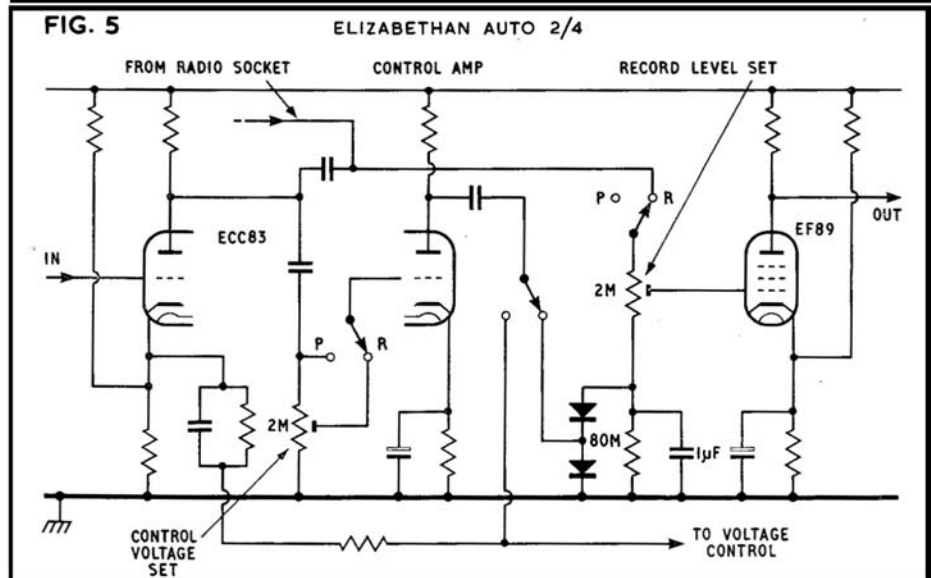 FIG. 5
ELIZABETHAN AUTO 2/4
FROM RADIO SOCKET
CONTROL AMP
RECORD LEVEL SET
P
R
ECC83
EF89
OUT
IN
2M
P
R
2M
80M
1µF
CONTROL
VOLTAGE
SET
TO VOLTAGE
CONTROL